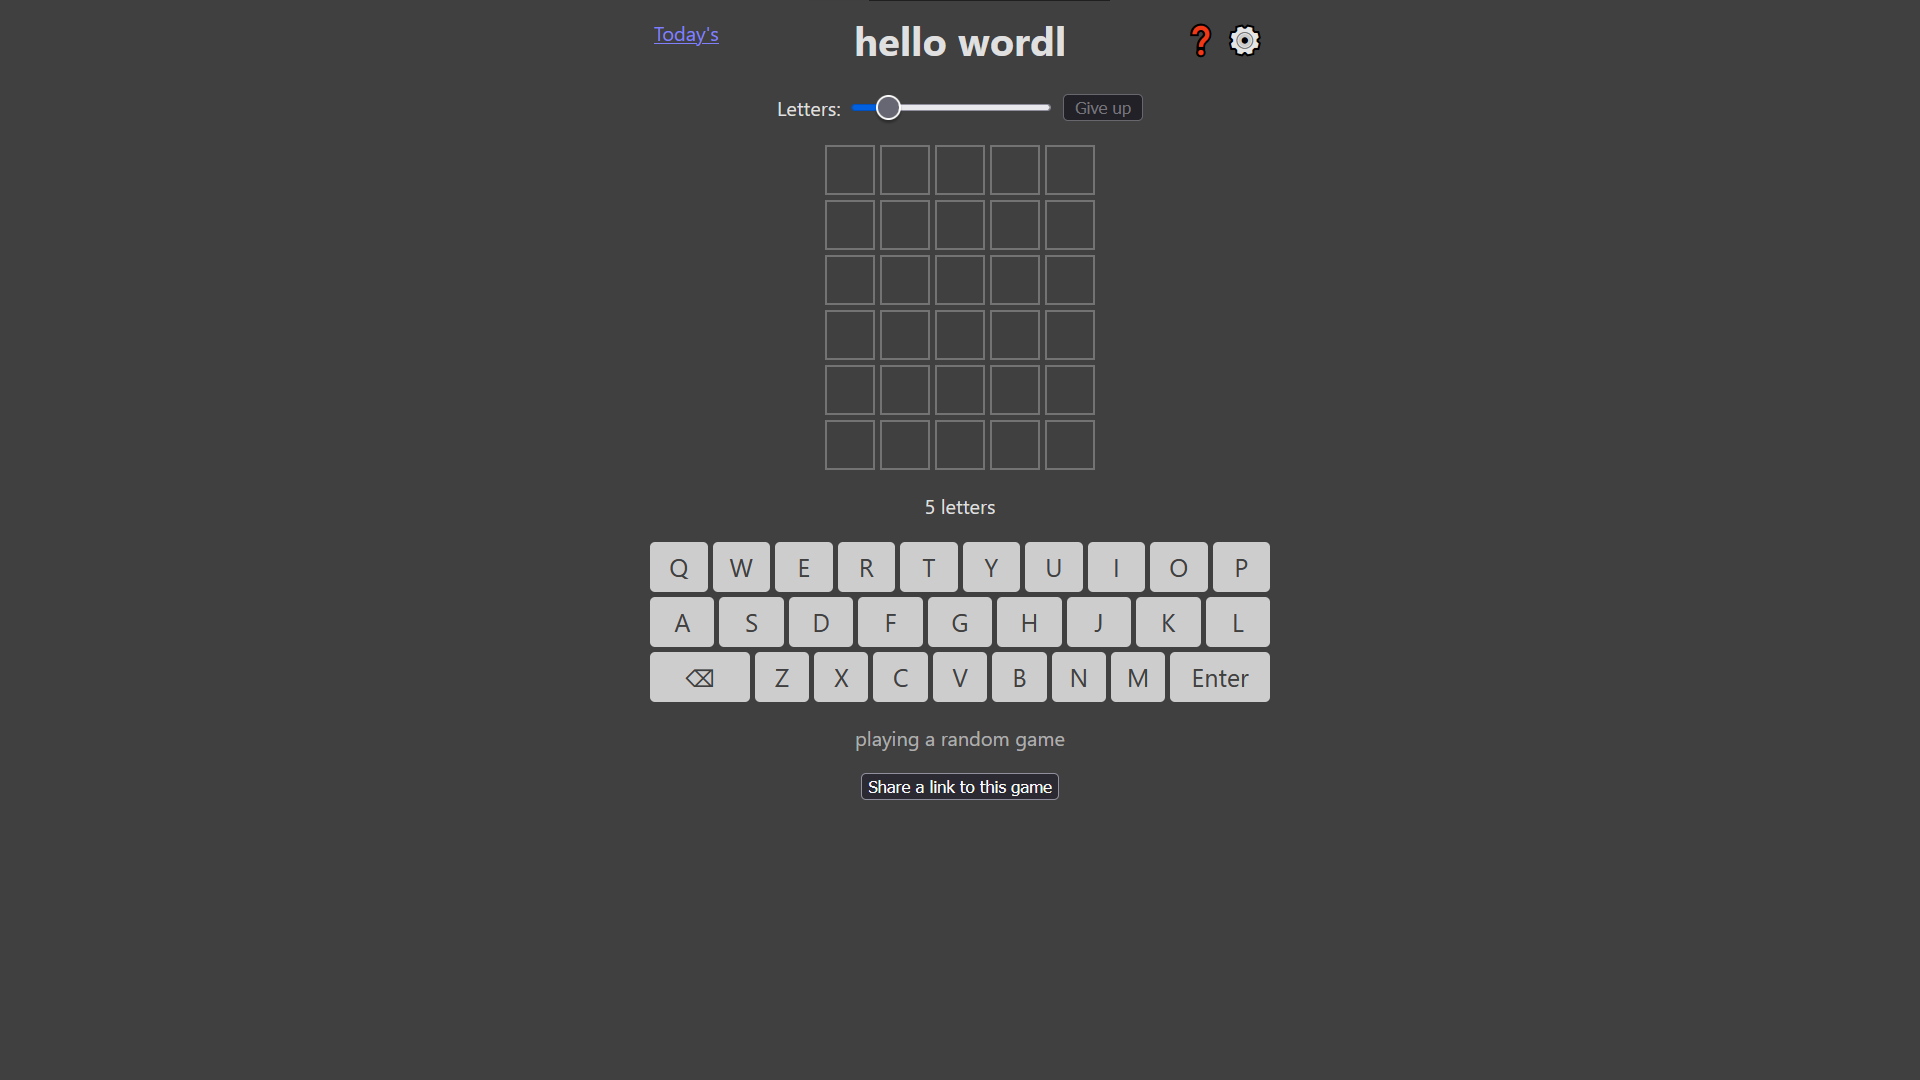 Today's
hello wordl
❓
Letters:
Give up
5 letters
Q W E R T Y U I O P
A S D F G H J K L
⌫ Z X C V B N M Enter
playing a random game
Share a link to this game